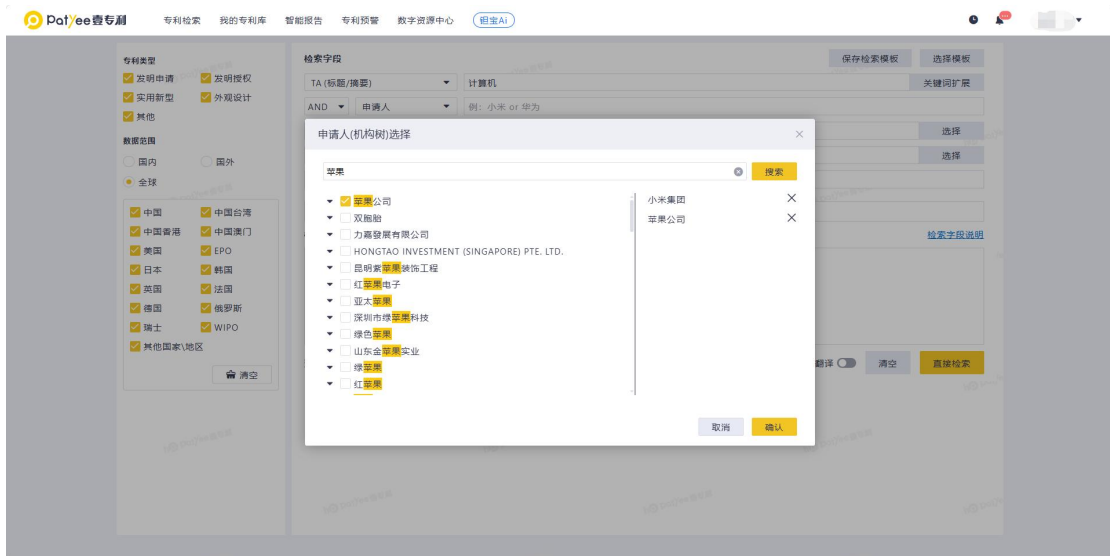 Patyee壹专利 专利检索 我的专利库 智能报告 专利预警 数字资源中心 钽宝Ai
专利类型
发明申请 发明授权
实用新型 外观设计
其他
数据范围
国内 国外
全球
中国 中国台湾
中国香港 中国澳门
美国 EPO
日本 韩国
英国 法国
德国 俄罗斯
瑞士 WIPO
其他国家\地区
清空
检索字段 保存检索模板 选择模板
TA (标题/摘要) 计算机 关键词扩展
AND 申请人 例: 小米 or 华为
选择
选择
检索字段说明
翻译 清空 直接检索
申请人(机构树)选择
苹果 搜索
苹果公司
双胞胎
力嘉發展有限公司
HONGTAO INVESTMENT (SINGAPORE) PTE. LTD.
昆明紫苹果装饰工程
红苹果电子
亚太苹果
深圳市绿苹果科技
绿色苹果
山东金苹果实业
绿苹果
红苹果
小米集团
苹果公司
取消 确认